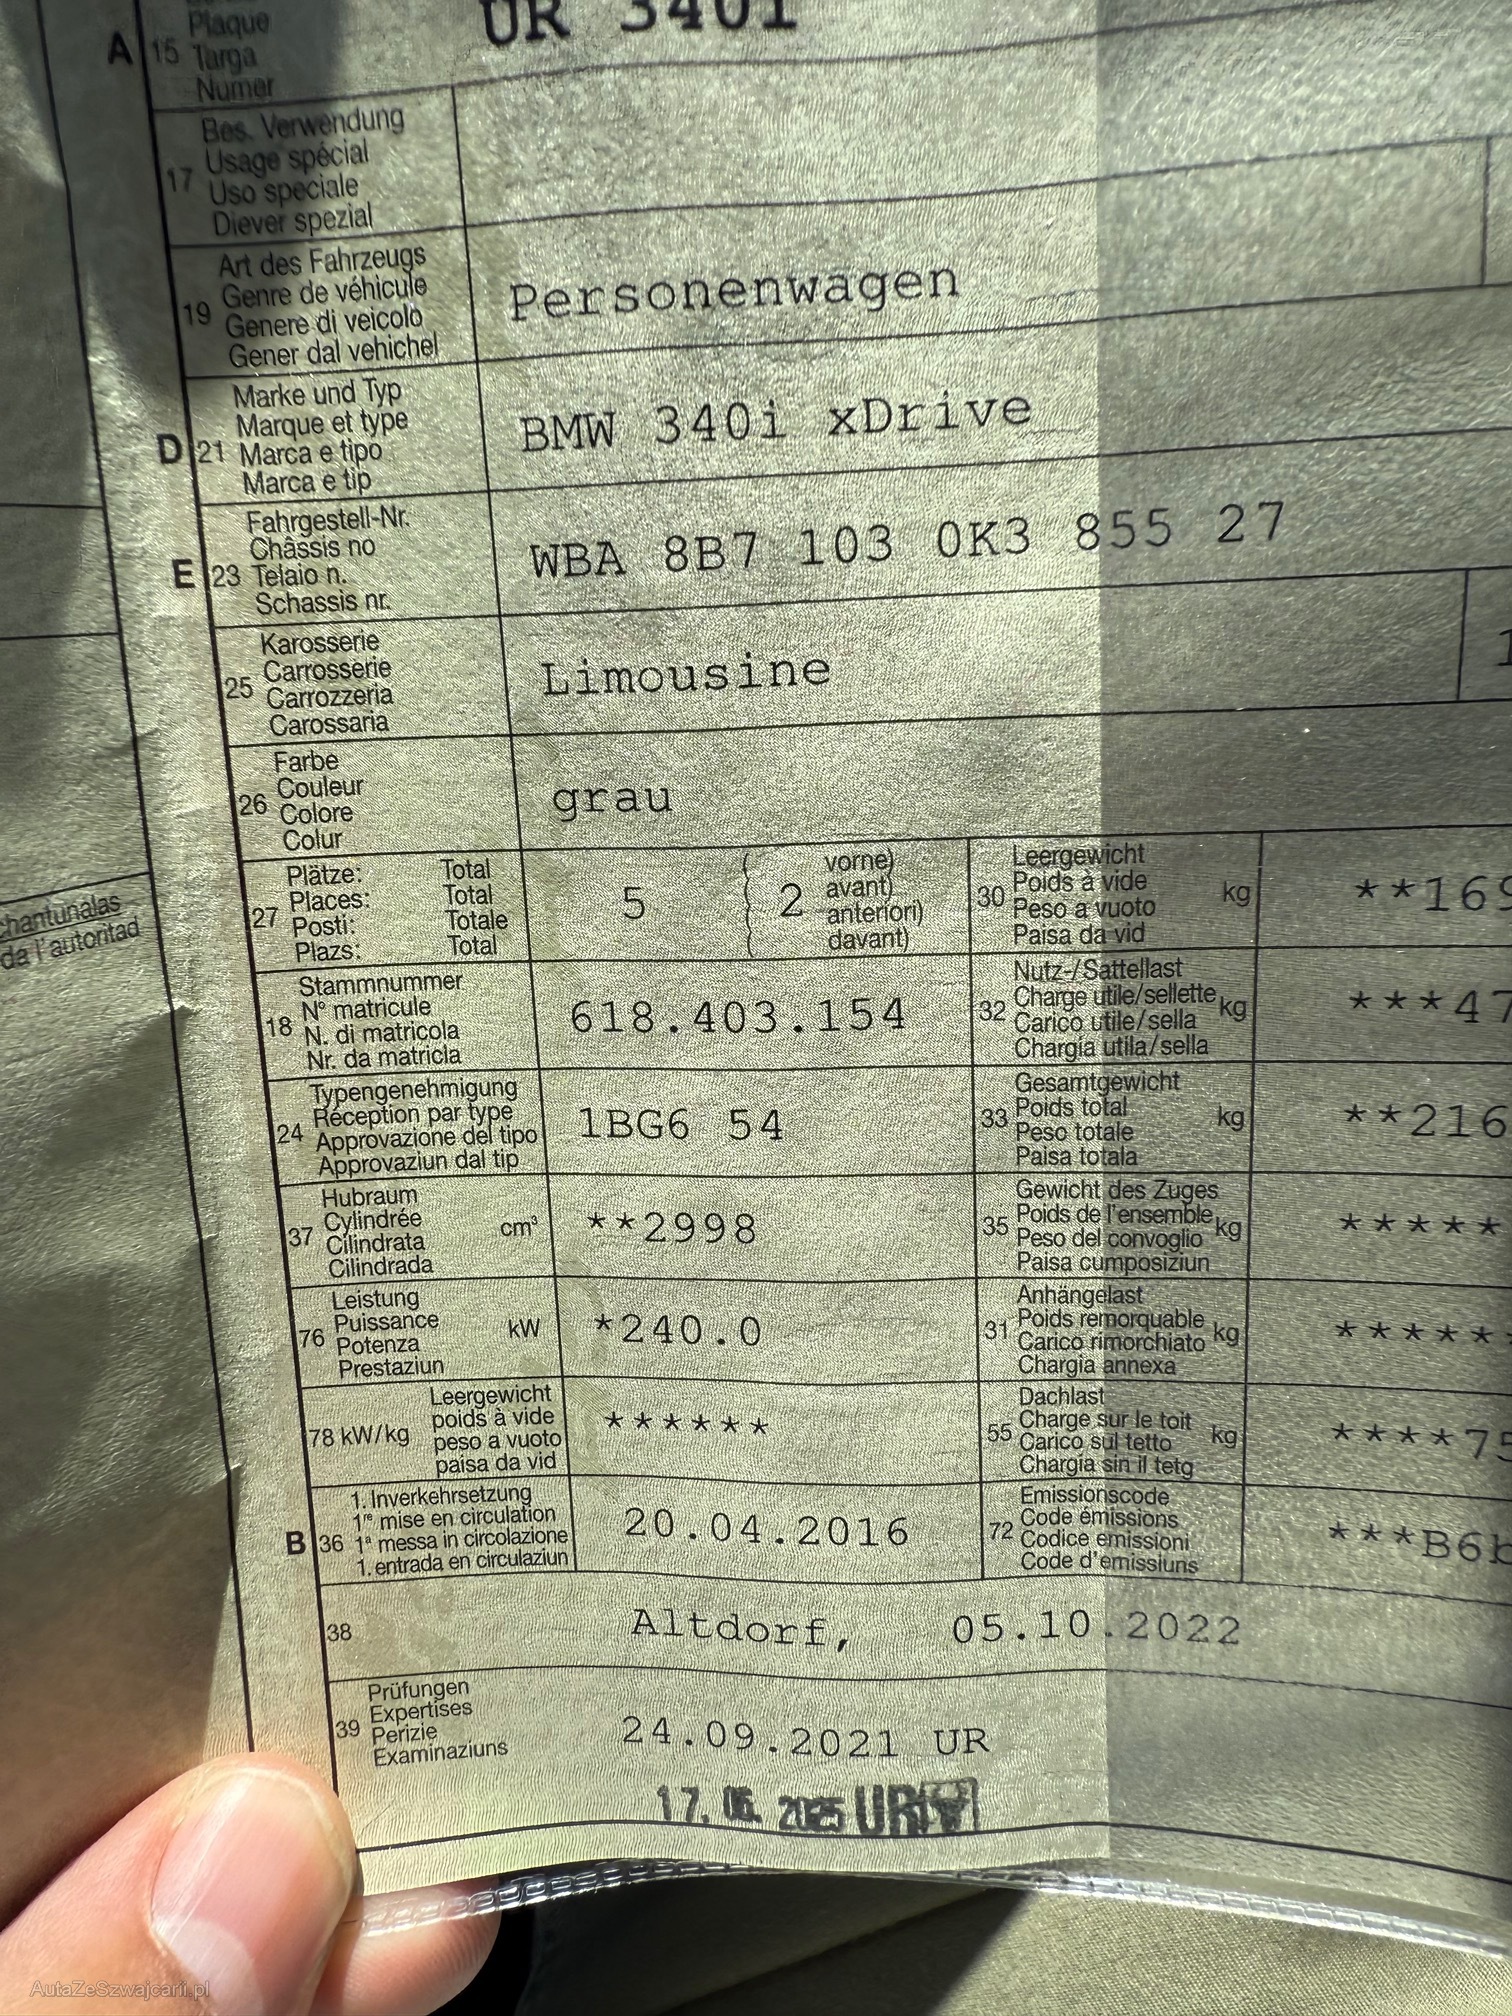 Plaque
A 15 Targa
Numer
UR 3401
Bes. Verwendung
17 Usage spécial
Uso speciale
Diever spezial
Art des Fahrzeugs
19 Genre de véhicule
Genere di veicolo
Gener dal vehichel
Personenwagen
Marke und Typ
Marque et type
D 21 Marca e tipo
Marca e tip
BMW 340i xDrive
Fahrgestell-Nr.
Châssis no
E 23 Telaio n.
Schassis nr.
WBA 8B7 103 0K3 855 27
Karosserie
25 Carrosserie
Carrozzeria
Carossaria
Limousine
Farbe
26 Couleur
Colore
Colur
grau
chantunalas
da l'autoritad
Plätze: Total
27 Places: Total
Posti: Totale
Plazs: Total
5 ( 2
vorne)
avant)
anteriori)
davant)
Leergewicht
30 Poids à vide kg
Peso a vuoto
Paisa da vid
**169
Stammnummer
18 N° matricule
N. di matricola
Nr. da matricla
618.403.154
Nutz-/Sattellast
32 Charge utile/sellette kg
Carico utile/sella
Chargia utila/sella
***47
Typengenehmigung
24 Réception par type
Approvazione del tipo
Approvaziun dal tip
1BG6 54
Gesamtgewicht
33 Poids total kg
Peso totale
Paisa totala
**216
Hubraum
37 Cylindrée cm³
Cilindrata
Cilindrada
**2998
Gewicht des Zuges
35 Poids de l'ensemble kg
Peso del convoglio
Paisa cumposiziun
*****
Leistung
76 Puissance kW
Potenza
Prestaziun
*240.0
Anhängelast
31 Poids remorquable kg
Carico rimorchiato
Chargia annexa
*****
Leergewicht
78 kW/kg poids à vide
peso a vuoto
paisa da vid
******
Dachlast
55 Charge sur le toit kg
Carico sul tetto
Chargia sin il tetg
****75
1. Inverkehrsetzung
1re mise en circulation
B 36 1a messa in circolazione
1. entrada en circulaziun
20.04.2016
Emissionscode
72 Code émissions
Codice emissioni
Code d'emissiuns
***B6b
38 Altdorf, 05.10.2022
Prüfungen
39 Expertises
Perizie
Examinaziuns
24.09.2021 UR
17. 06. 2025 UR
AutaZeSzwajcarii.pl